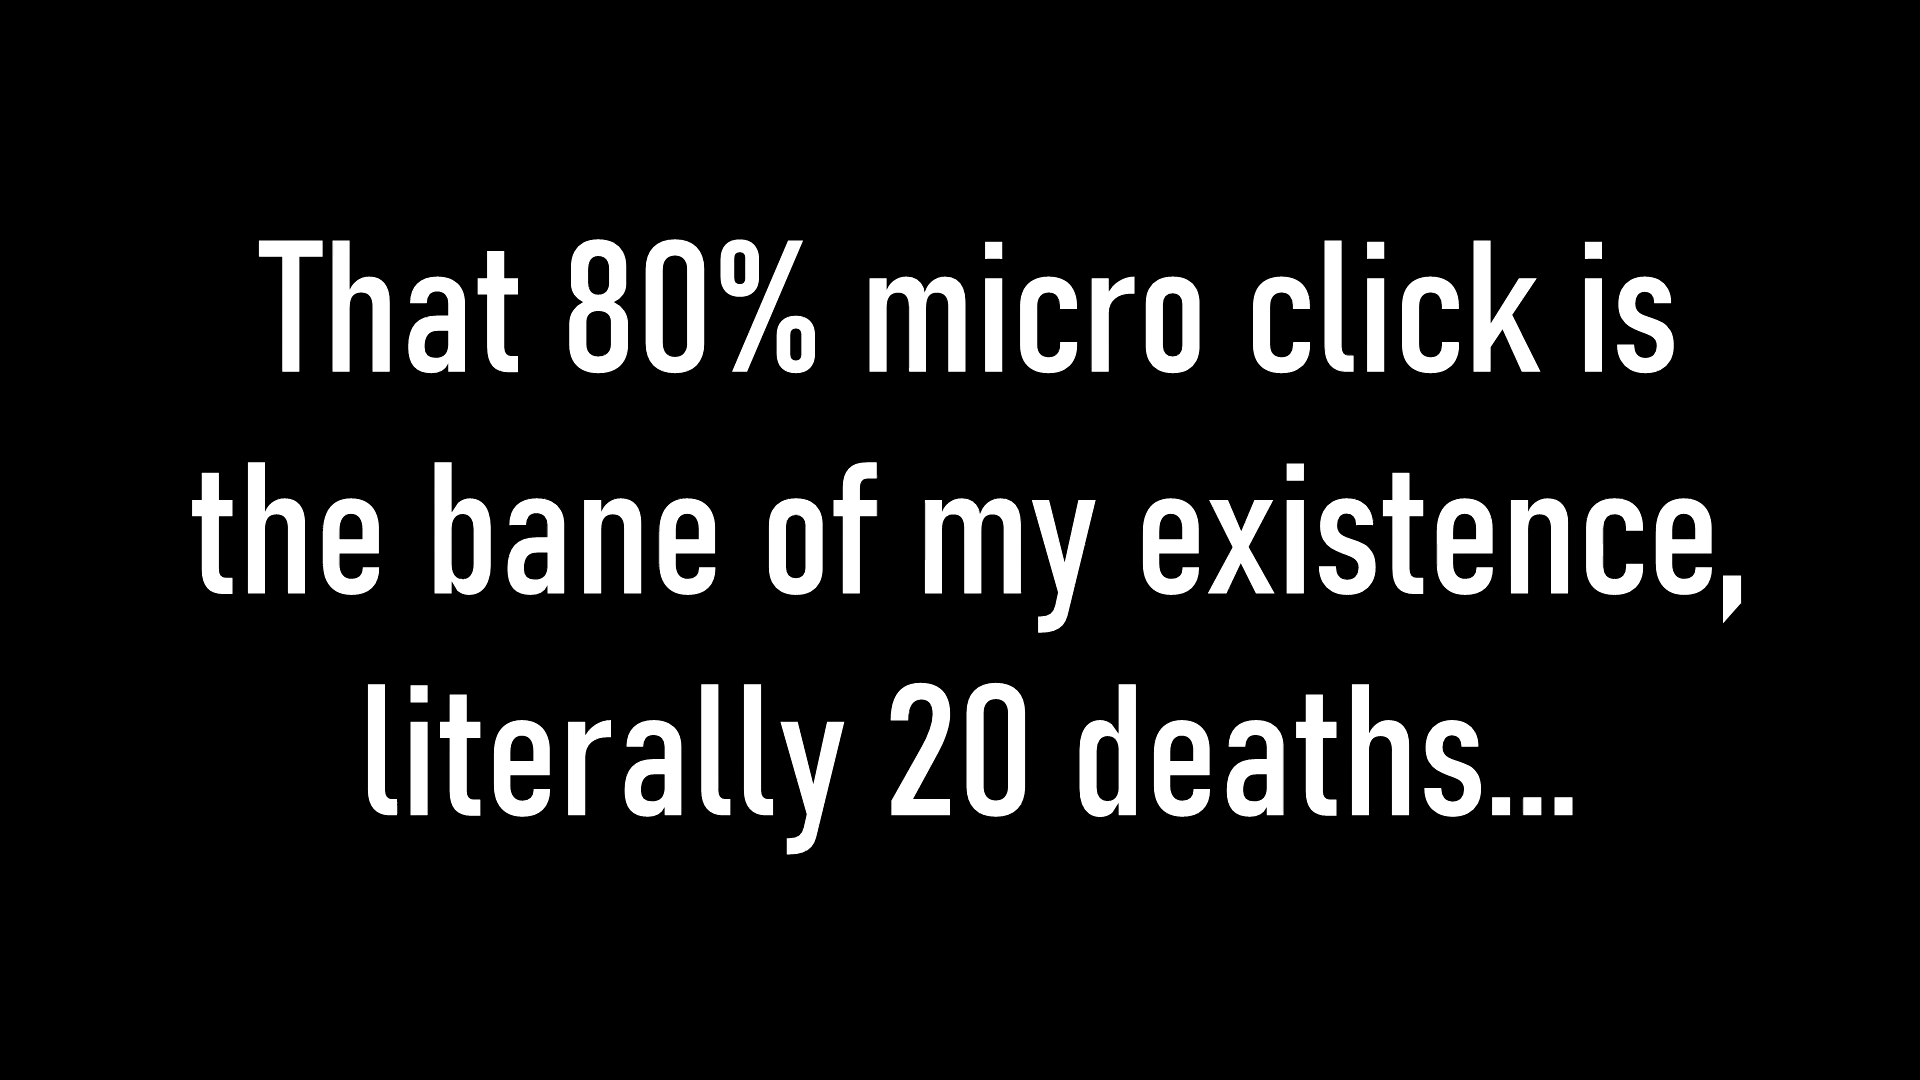 That 80% micro click is
the bane of my existence,
literally 20 deaths...